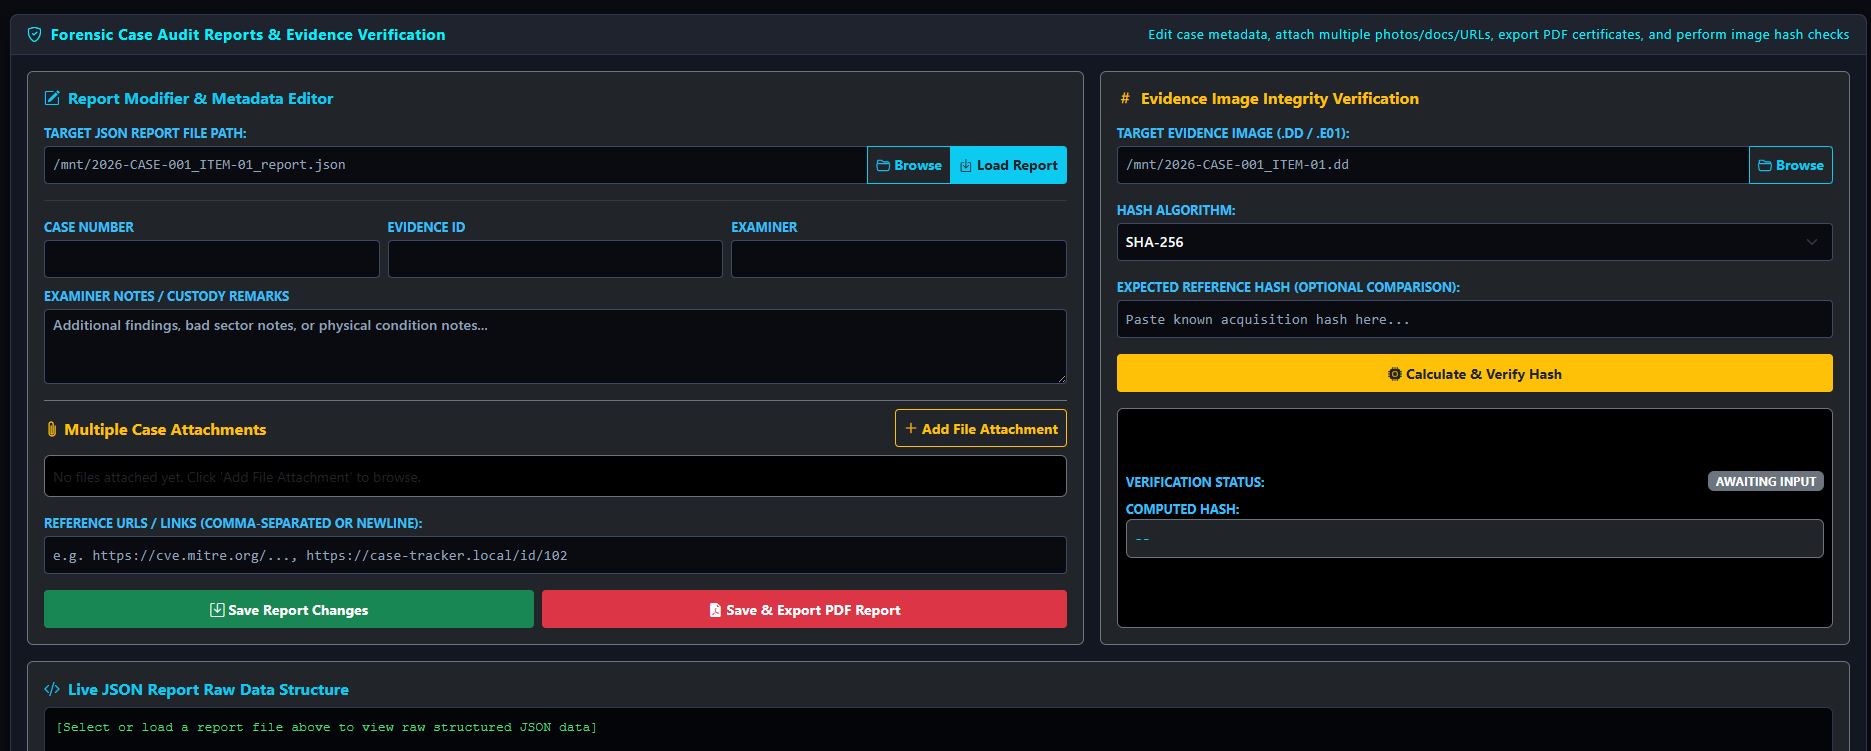 Forensic Case Audit Reports & Evidence Verification
Edit case metadata, attach multiple photos/docs/URLs, export PDF certificates, and perform image hash checks
Report Modifier & Metadata Editor
TARGET JSON REPORT FILE PATH:
/mnt/2026-CASE-001_ITEM-01_report.json
Browse
Load Report
CASE NUMBER
EVIDENCE ID
EXAMINER
EXAMINER NOTES / CUSTODY REMARKS
Additional findings, bad sector notes, or physical condition notes...
Multiple Case Attachments
+ Add File Attachment
No files attached yet. Click 'Add File Attachment' to browse.
REFERENCE URLS / LINKS (COMMA-SEPARATED OR NEWLINE):
e.g. https://cve.mitre.org/..., https://case-tracker.local/id/102
Save Report Changes
Save & Export PDF Report
# Evidence Image Integrity Verification
TARGET EVIDENCE IMAGE (.DD / .E01):
/mnt/2026-CASE-001_ITEM-01.dd
Browse
HASH ALGORITHM:
SHA-256
EXPECTED REFERENCE HASH (OPTIONAL COMPARISON):
Paste known acquisition hash here...
Calculate & Verify Hash
VERIFICATION STATUS:
AWAITING INPUT
COMPUTED HASH:
--
</> Live JSON Report Raw Data Structure
[Select or load a report file above to view raw structured JSON data]